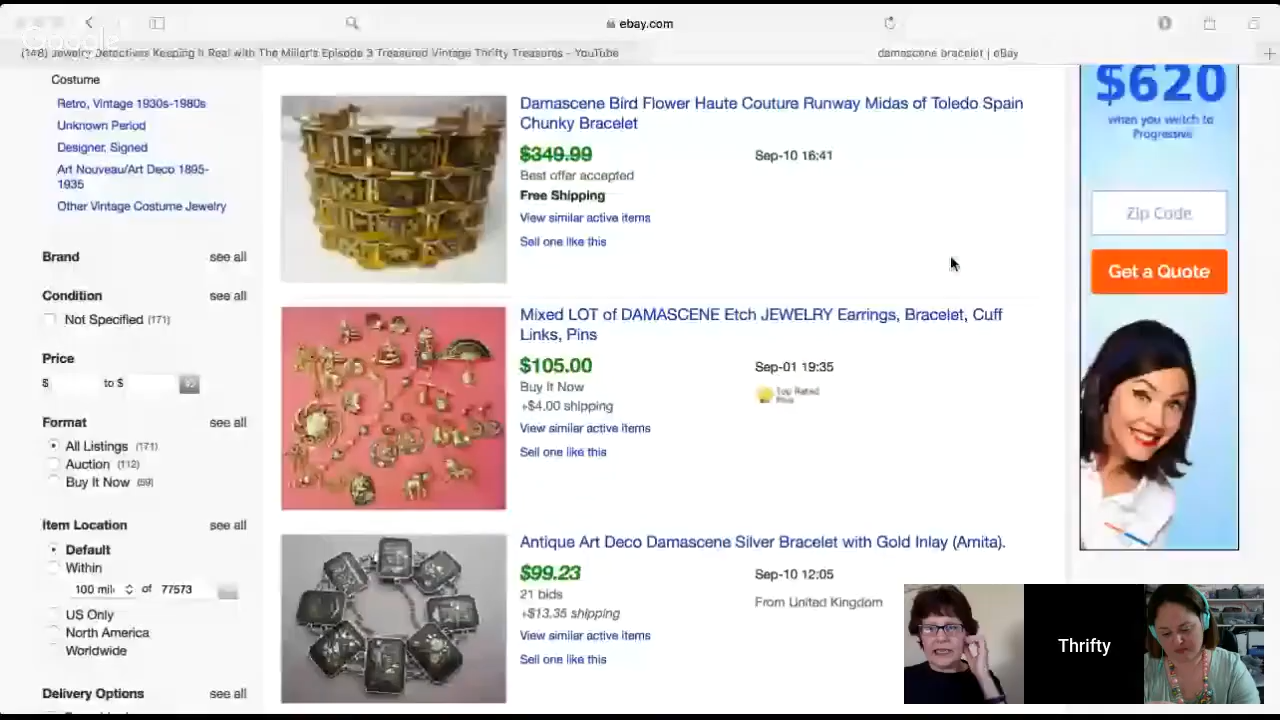 ebay.com
Google
(148) Jewelry Detectives Keeping It Real with The Miller's Episode 3 Treasured Vintage Thrifty Treasures - YouTube
damascene bracelet | eBay
Costume
Retro, Vintage 1930s-1980s
Unknown Period
Designer, Signed
Art Nouveau/Art Deco 1895-
1935
Other Vintage Costume Jewelry
Brand see all
Condition see all
Not Specified (171)
Price
$ to $
Format see all
All Listings (171)
Auction (112)
Buy It Now (59)
Item Location see all
Default
Within
100 mil of 77573
US Only
North America
Worldwide
Delivery Options see all
Damascene Bird Flower Haute Couture Runway Midas of Toledo Spain
Chunky Bracelet
$349.99 Sep-10 16:41
Best offer accepted
Free Shipping
View similar active items
Sell one like this
Mixed LOT of DAMASCENE Etch JEWELRY Earrings, Bracelet, Cuff
Links, Pins
$105.00 Sep-01 19:35
Buy It Now
Top Rated
Plus
+$4.00 shipping
View similar active items
Sell one like this
Antique Art Deco Damascene Silver Bracelet with Gold Inlay (Amita).
$99.23 Sep-10 12:05
21 bids
From United Kingdom
+$13.35 shipping
View similar active items
Sell one like this
$620
when you switch to
Progressive
Zip Code
Get a Quote
Thrifty